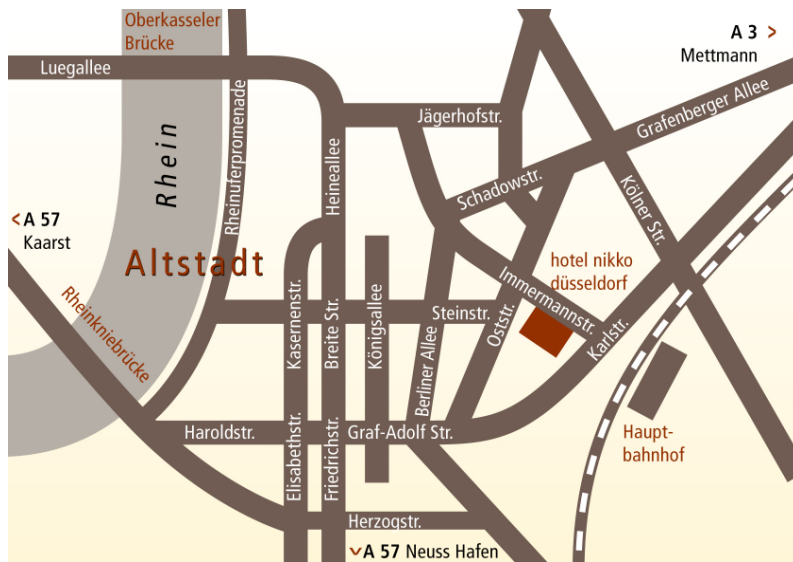 Oberkasseler
Brücke
A 3
Mettmann
Luegallee
Rhein
Rheinuferpromenade
Heineallee
Jägerhofstr.
Grafenberger Allee
Schadowstr.
Kölner Str.
A 57
Kaarst
Altstadt
hotel nikko
düsseldorf
Immermannstr.
Rheinkniebrücke
Kasernenstr.
Breite Str.
Königsallee
Steinstr.
Berliner Allee
Oststr.
Karlstr.
Haroldstr.
Graf-Adolf Str.
Elisabethstr.
Friedrichstr.
Haupt-
bahnhof
Herzogstr.
A 57 Neuss Hafen